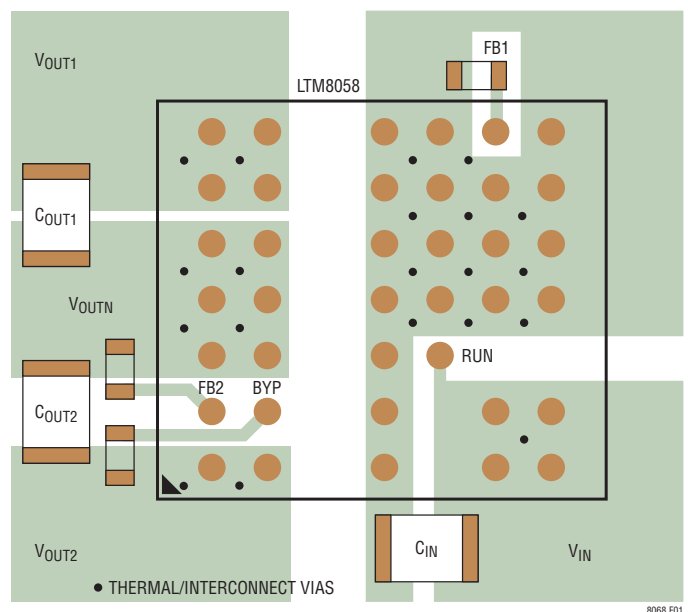 FB1
VOUT1
LTM8058
COUT1
VOUTN
RUN
FB2 BYP
COUT2
CIN
VIN
VOUT2
THERMAL/INTERCONNECT VIAS
8068 F01